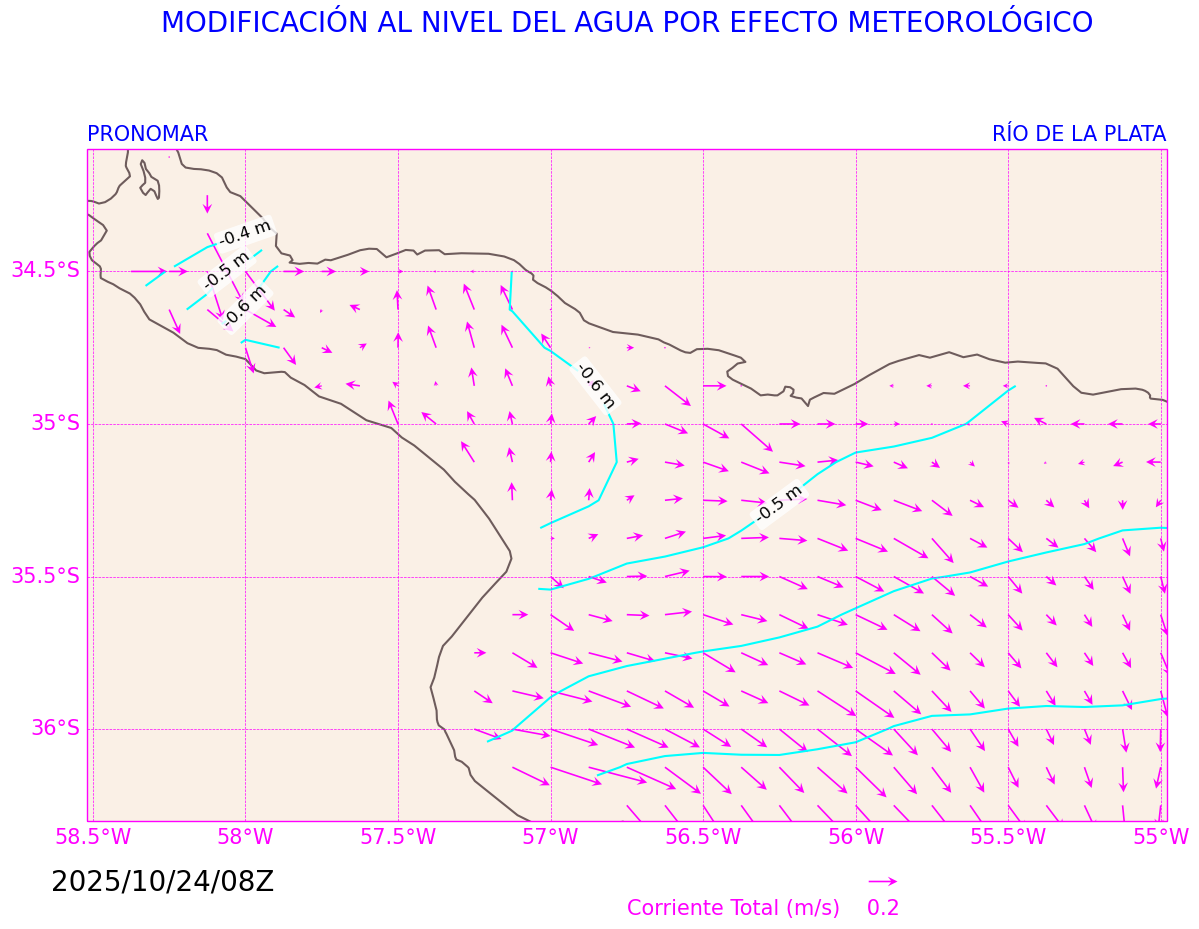 MODIFICACIÓN AL NIVEL DEL AGUA POR EFECTO METEOROLÓGICO
PRONOMAR
RÍO DE LA PLATA
-0.4 m
-0.5 m
-0.6 m
-0.6 m
-0.5 m
34.5°S
35°S
35.5°S
36°S
58.5°W 58°W 57.5°W 57°W 56.5°W 56°W 55.5°W 55°W
2025/10/24/08Z
Corriente Total (m/s) 0.2